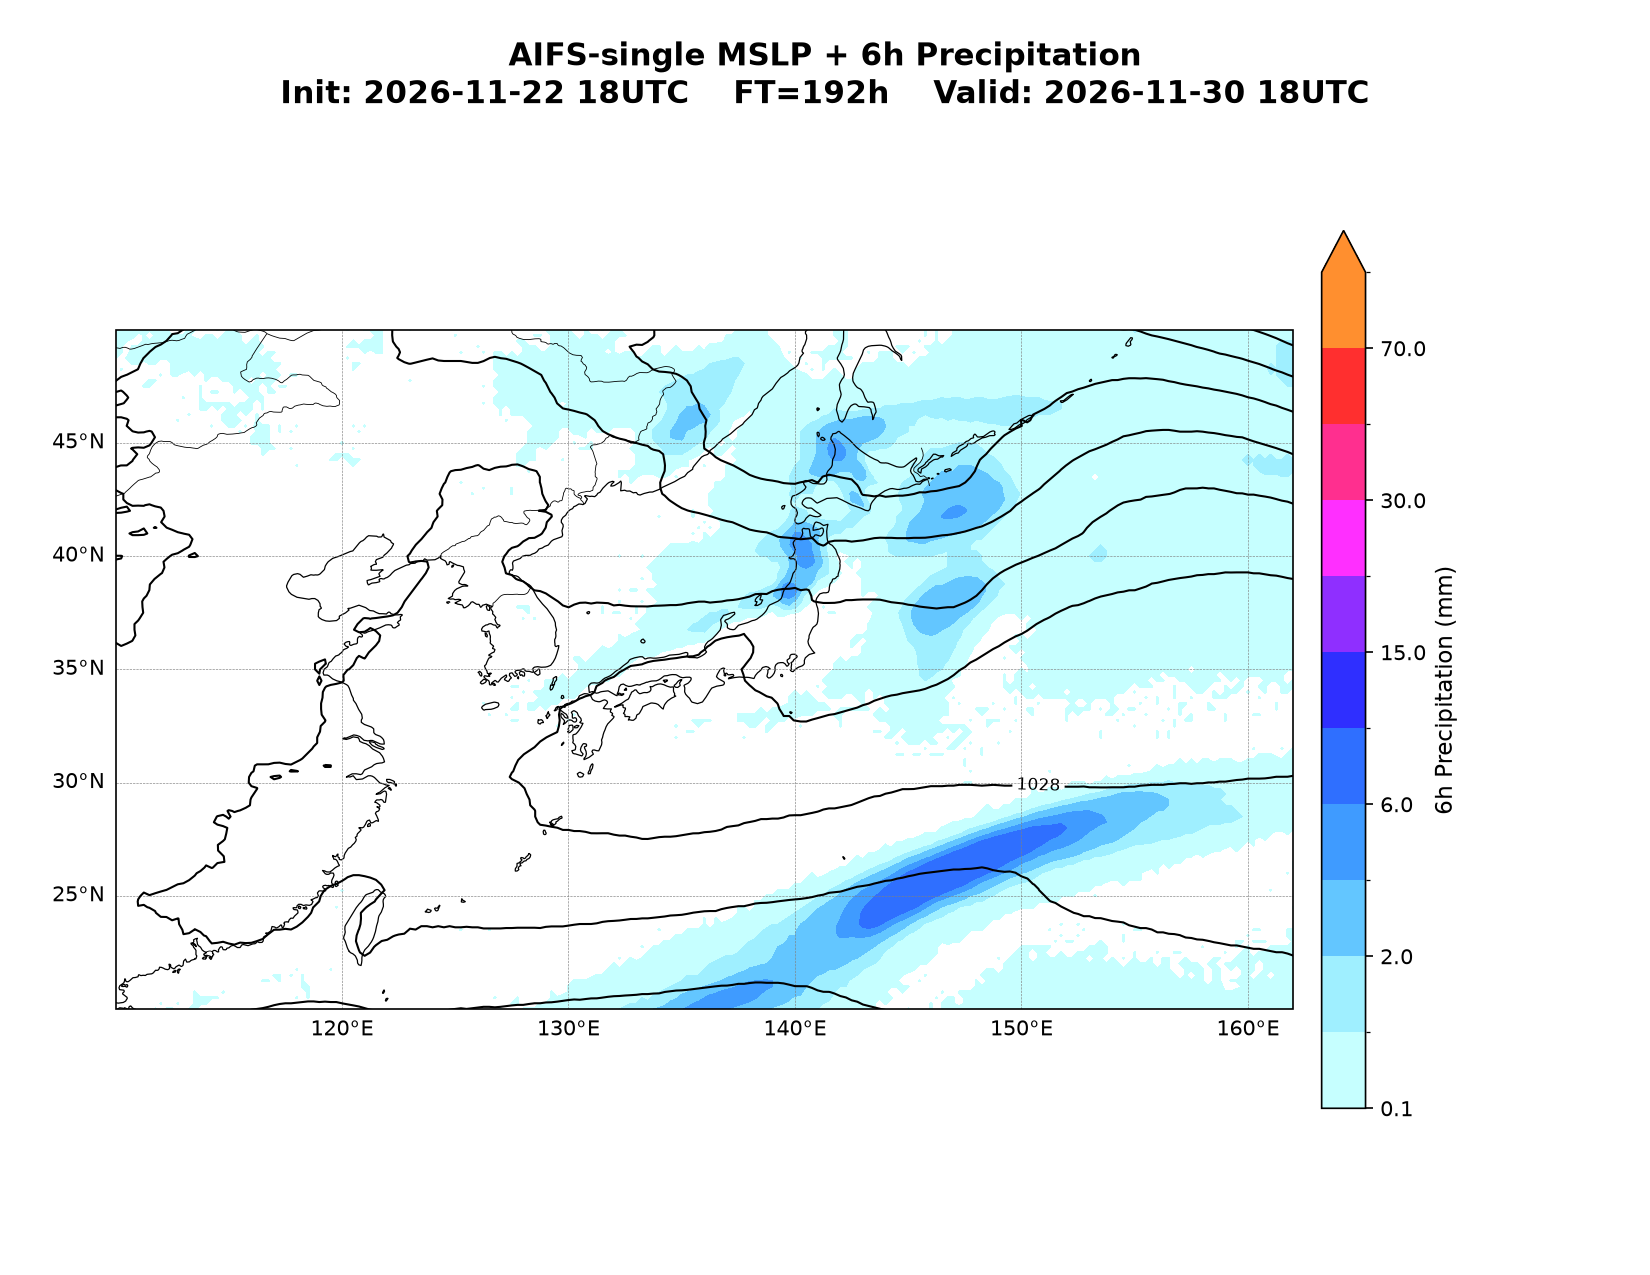 AIFS-single MSLP + 6h Precipitation
Init: 2026-11-22 18UTC    FT=192h    Valid: 2026-11-30 18UTC
45°N
40°N
35°N
30°N
25°N
120°E
130°E
140°E
150°E
160°E
1028
70.0
30.0
15.0
6.0
2.0
0.1
6h Precipitation (mm)